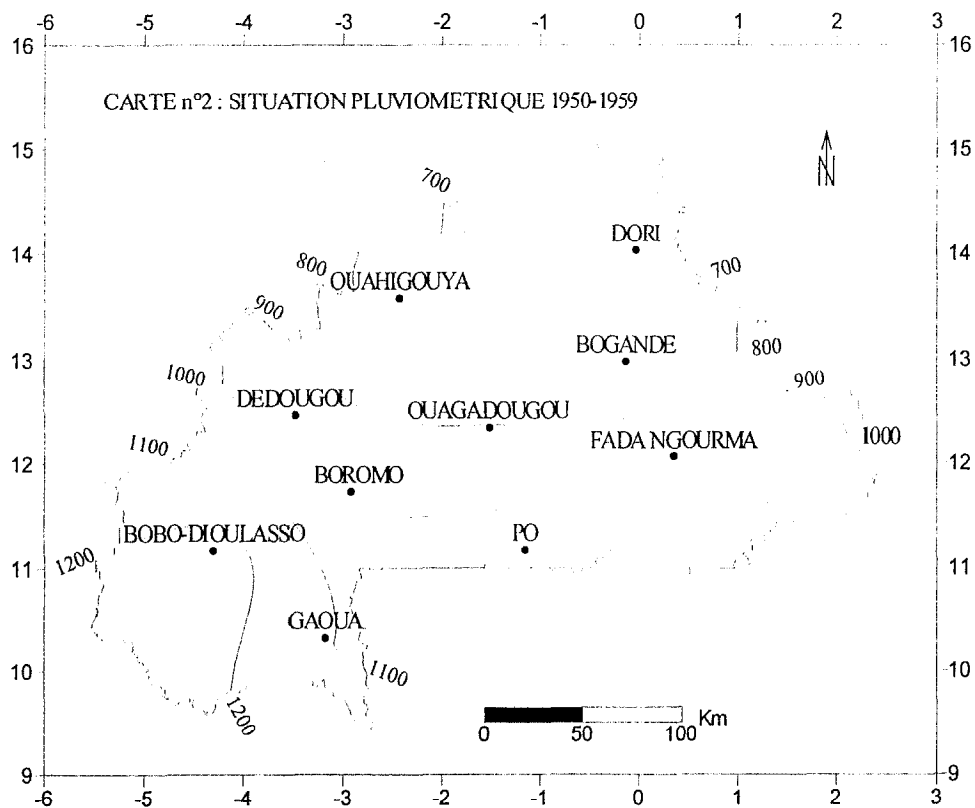 -6 -5 -4 -3 -2 -1 0 1 2 3
16 16
CARTE n°2 : SITUATION PLUVIOMETRIQUE 1950-1959
15 15
N
700
DORI
14 14
800
700
OUAHIGOUYA
900
BOGANDE
800
13 13
1000
900
DEDOUGOU
OUAGADOUGOU
1100
FADA NGOURMA
1000
12 12
BOROMO
BOBO-DIOULASSO
PO
1200
11 11
GAOUA
1100
10 10
1200
Km
0 50 100
9 9
-6 -5 -4 -3 -2 -1 0 1 2 3